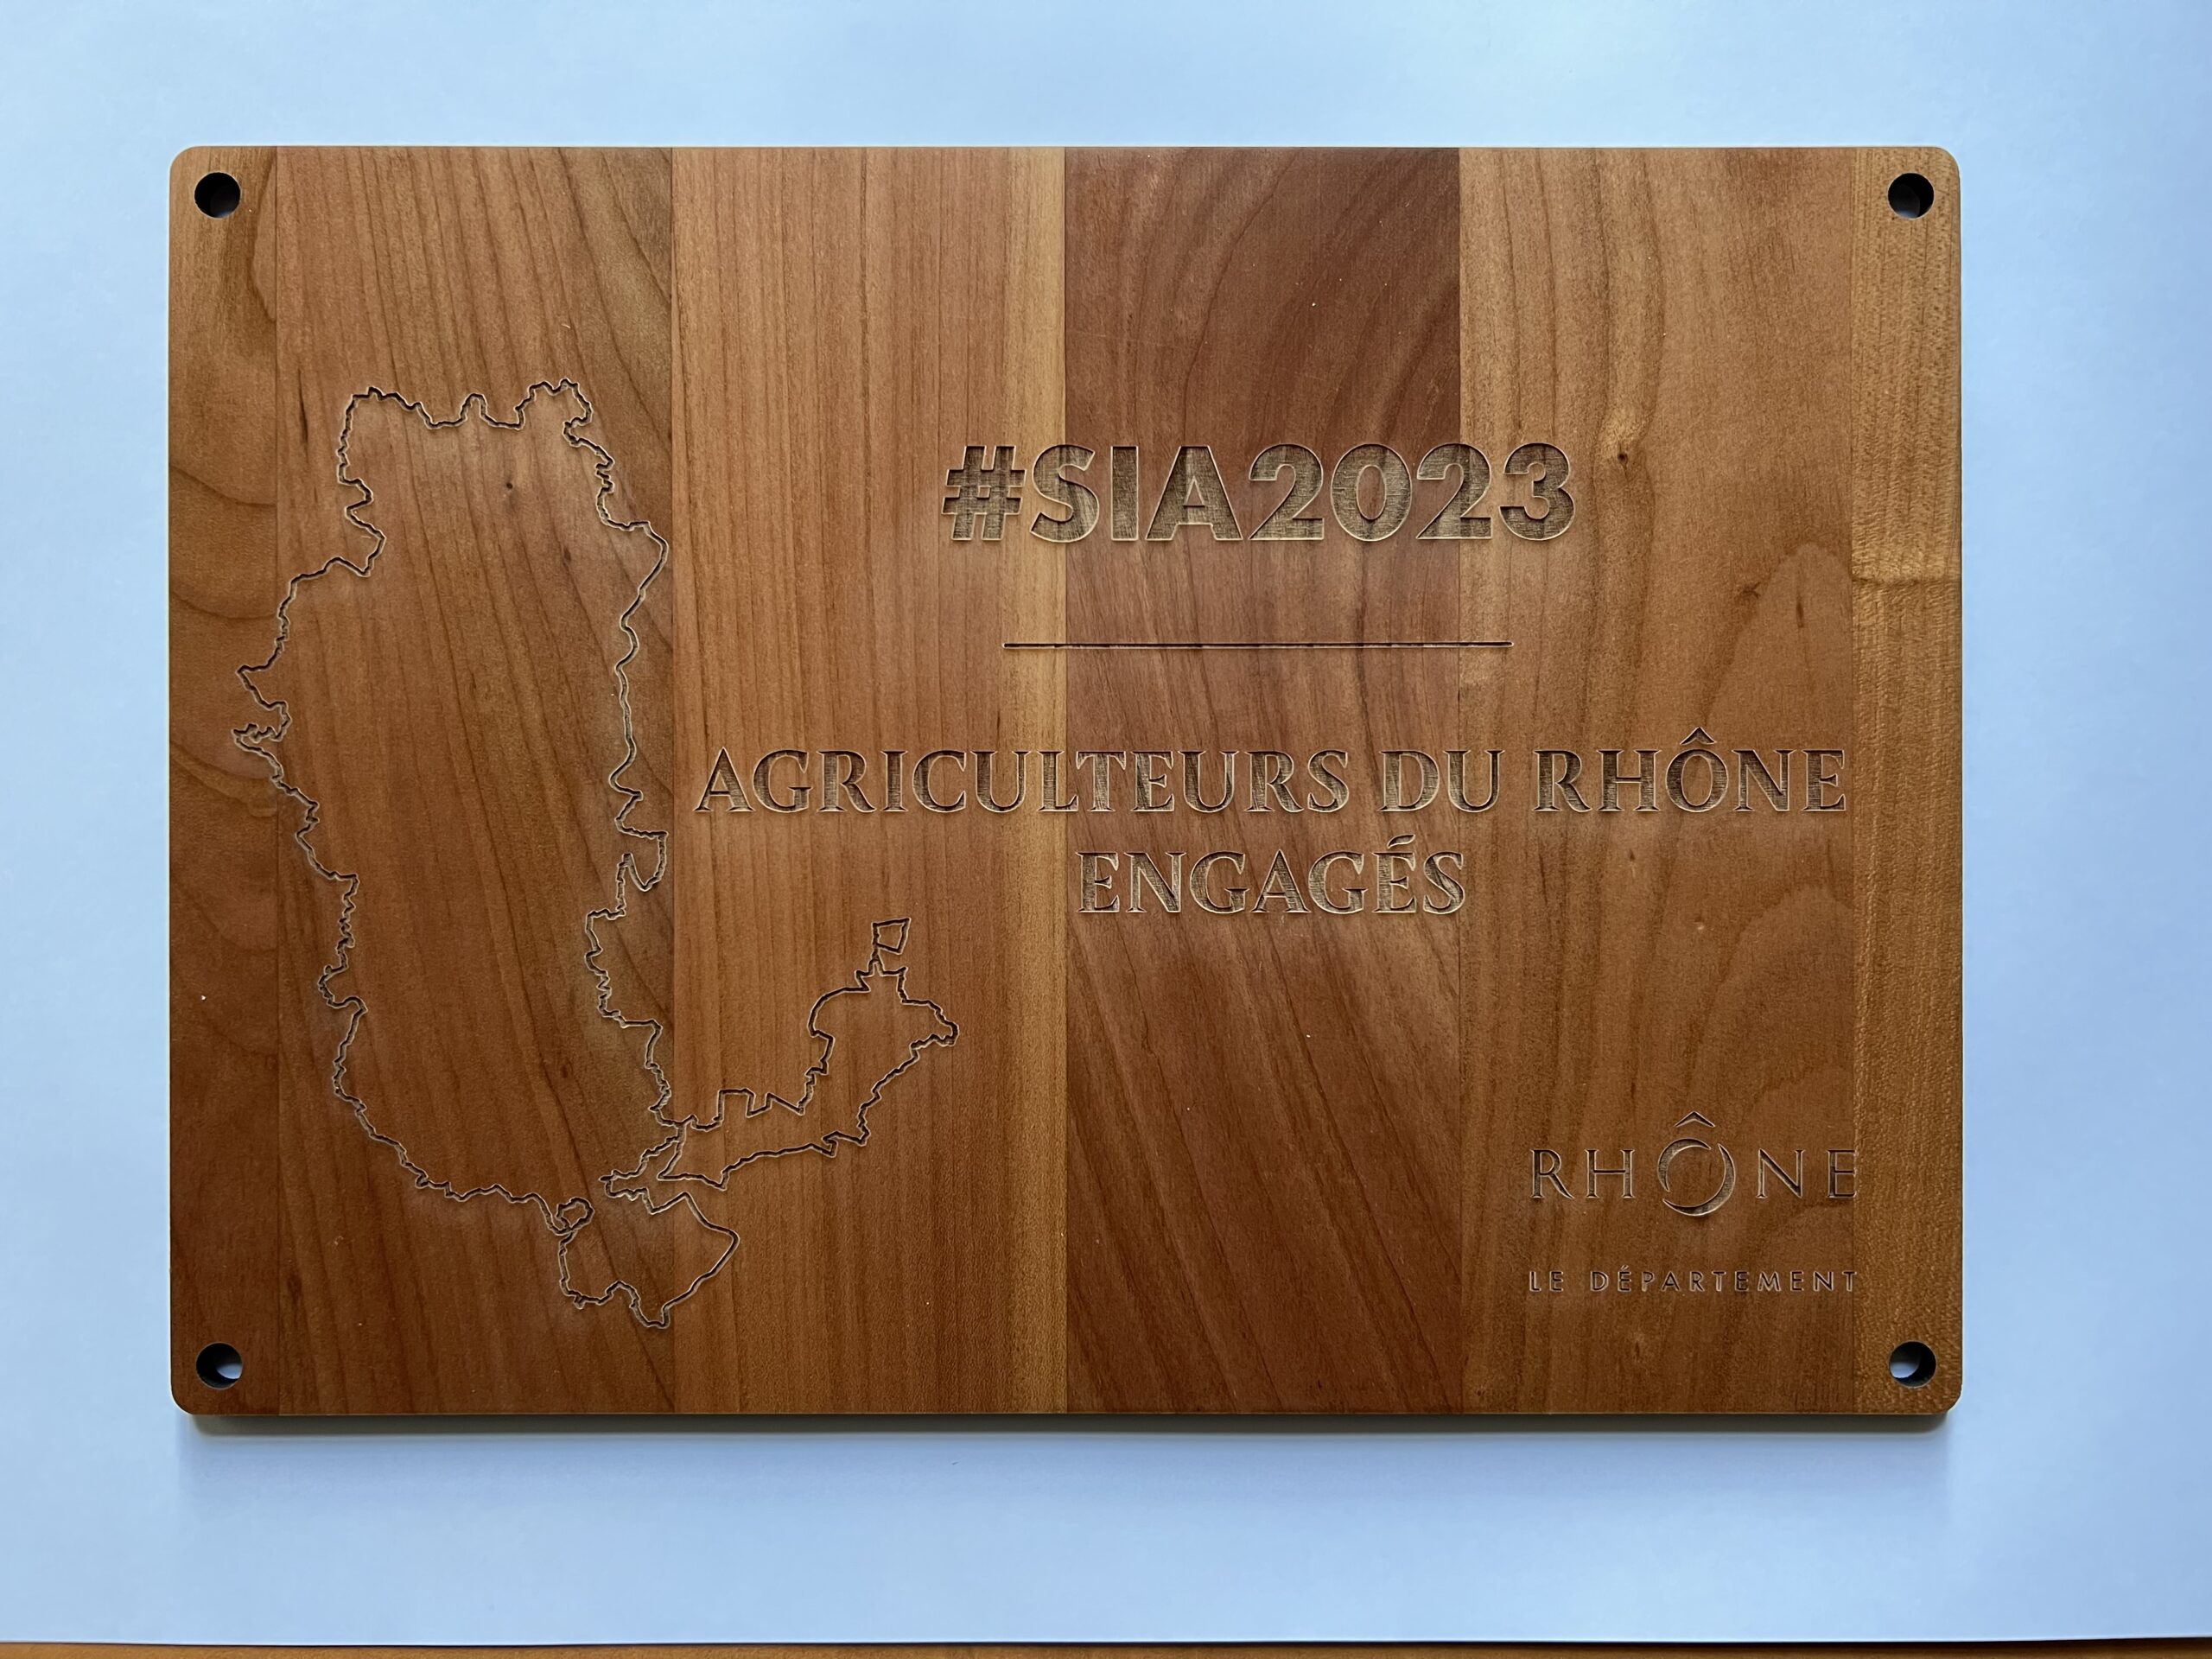 #SIA2023
AGRICULTEURS DU RHÔNE
ENGAGÉS
RHÔNE
LE DÉPARTEMENT